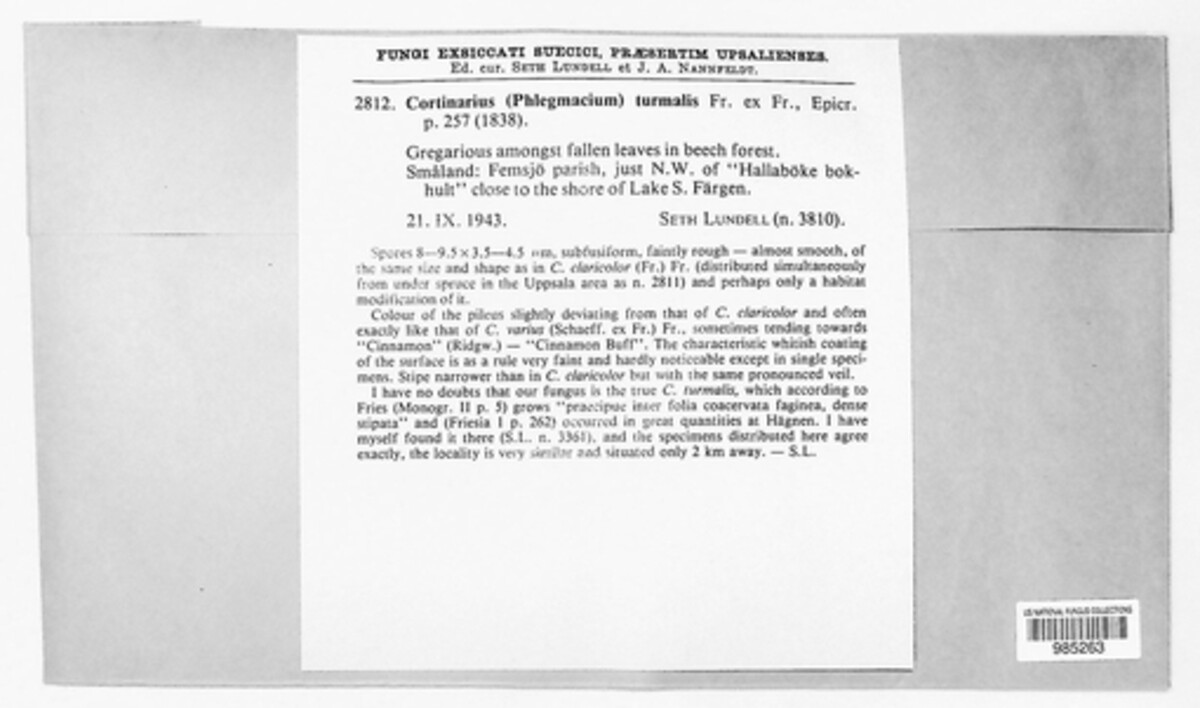 FUNGI EXSICCATI SUECICI, PRÆSERTIM UPSALIENSES.
Ed. cur. SETH LUNDELL et J. A. NANNFELDT.
2812. Cortinarius (Phlegmacium) turmalis Fr. ex Fr., Epicr.
p. 257 (1838).
Gregarious amongst fallen leaves in beech forest.
Småland: Femsjö parish, just N.W. of "Hallaböke bok-
hult" close to the shore of Lake S. Färgen.
21. IX. 1943. SETH LUNDELL (n. 3810).
Spores 8—9.5 × 3.5—4.5 µm, subfusiform, faintly rough — almost smooth, of
the same size and shape as in C. claricolor (Fr.) Fr. (distributed simultaneously
from under spruce in the Uppsala area as n. 2811) and perhaps only a habitat
modification of it.
Colour of the pileus slightly deviating from that of C. claricolor and often
exactly like that of C. varius (Schaeff. ex Fr.) Fr., sometimes tending towards
"Cinnamon" (Ridgw.) — "Cinnamon Buff". The characteristic whitish coating
of the surface is as a rule very faint and hardly noticeable except in single speci-
mens. Stipe narrower than in C. claricolor but with the same pronounced veil.
I have no doubts that our fungus is the true C. turmalis, which according to
Fries (Monogr. II p. 5) grows "praecipue inter folia coacervata faginea, dense
stipata" and (Friesia I p. 262) occurred in great quantities at Hägnen. I have
myself found it there (S.L. n. 3361), and the specimens distributed here agree
exactly, the locality is very similar and situated only 2 km away. — S.L.
US NATIONAL FUNGUS COLLECTIONS
985263